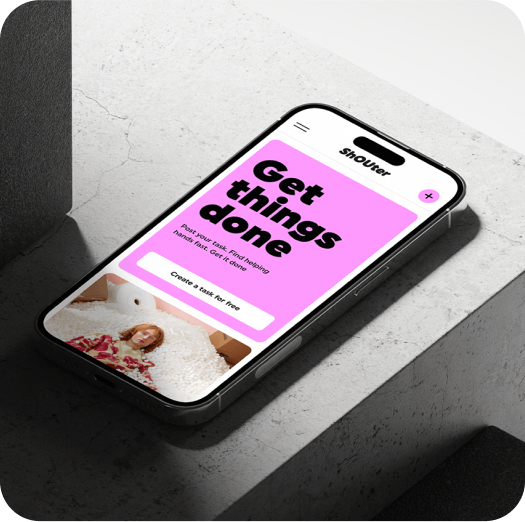 ShOUter
Get
things
done
Post your task. Find helping
hands fast. Get it done
Create a task for free